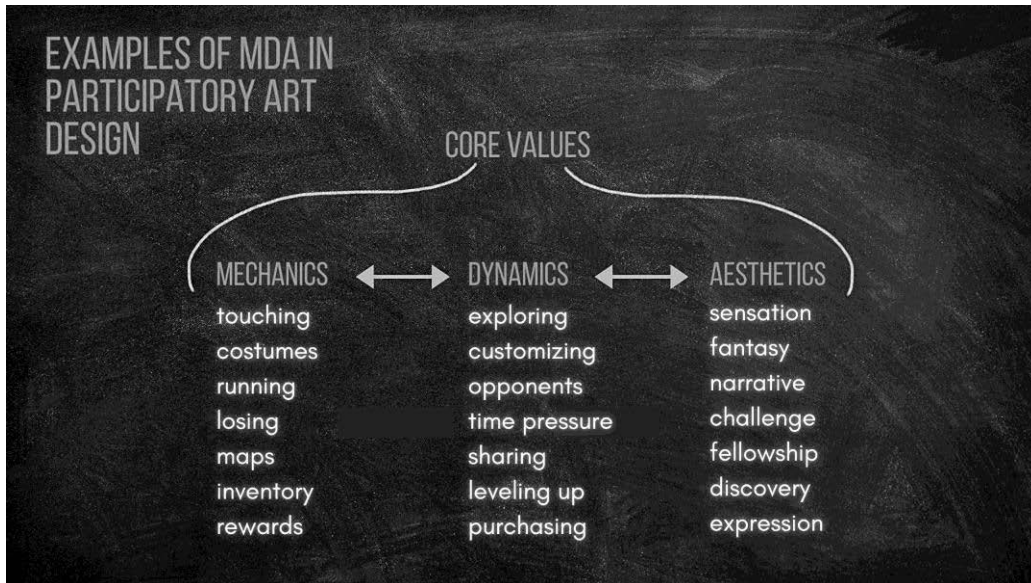 EXAMPLES OF MDA IN
PARTICIPATORY ART
DESIGN
CORE VALUES
MECHANICS
touching
costumes
running
losing
maps
inventory
rewards
DYNAMICS
exploring
customizing
opponents
time pressure
sharing
leveling up
purchasing
AESTHETICS
sensation
fantasy
narrative
challenge
fellowship
discovery
expression